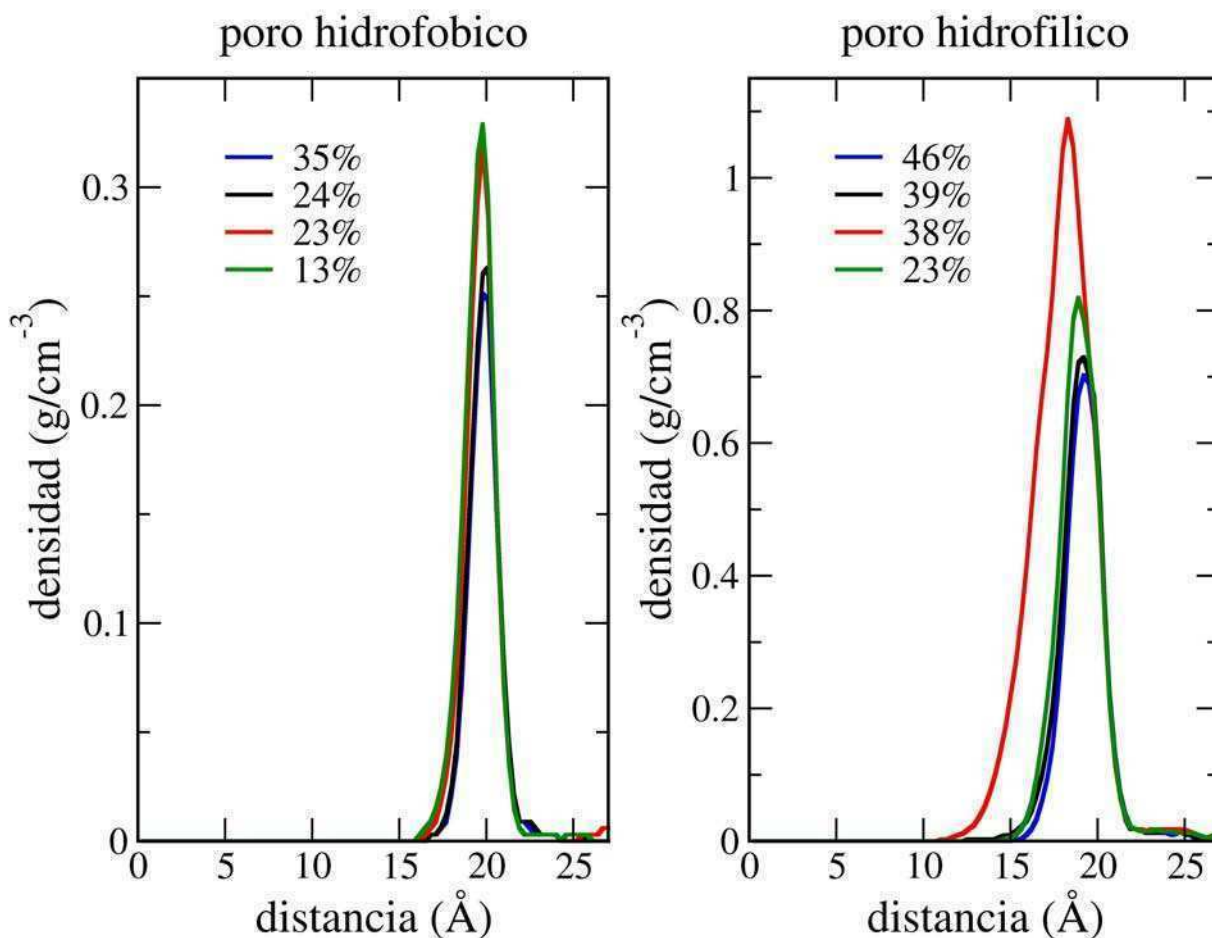 poro hidrofobico
35%
24%
23%
13%
0.3
0.2
0.1
0
0 5 10 15 20 25
densidad (g/cm-3)
distancia (Å)
poro hidrofilico
46%
39%
38%
23%
1
0.8
0.6
0.4
0.2
0
0 5 10 15 20 25
densidad (g/cm-3)
distancia (Å)